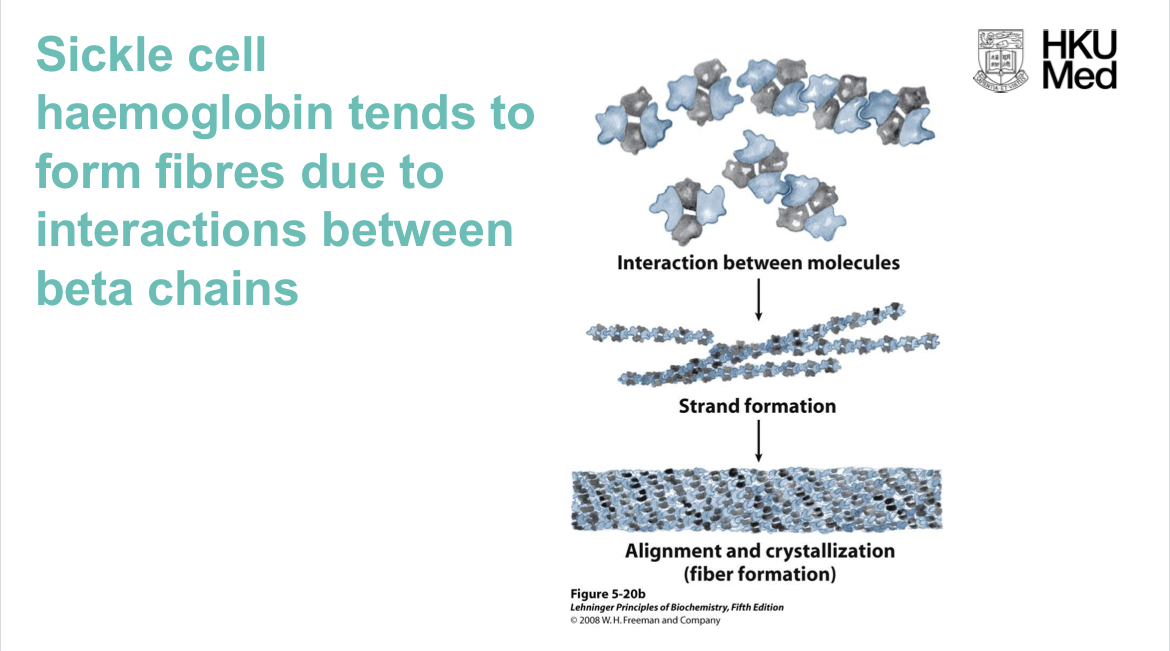 Sickle cell
haemoglobin tends to
form fibres due to
interactions between
beta chains
HKU
Med
Interaction between molecules
Strand formation
Alignment and crystallization
(fiber formation)
Figure 5-20b
Lehninger Principles of Biochemistry, Fifth Edition
© 2008 W. H. Freeman and Company